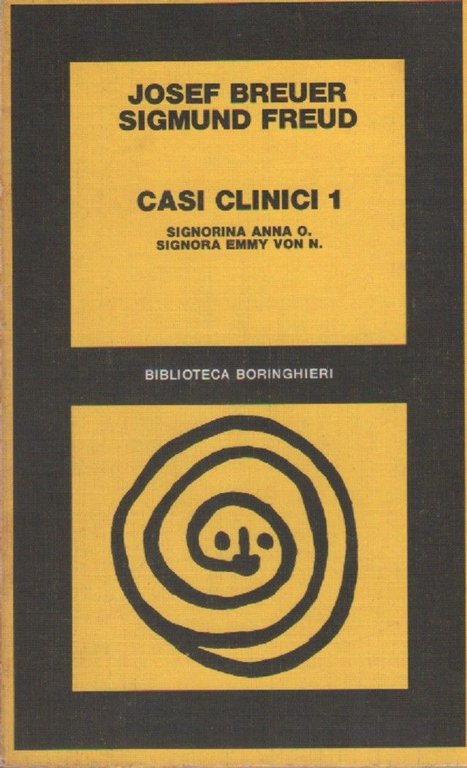 JOSEF BREUER
SIGMUND FREUD
CASI CLINICI 1
SIGNORINA ANNA O.
SIGNORA EMMY VON N.
BIBLIOTECA BORINGHIERI